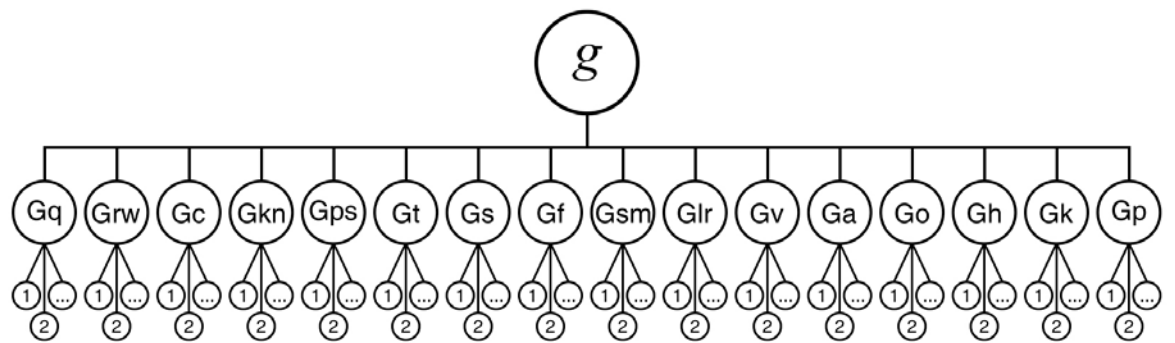 g
Gq Grw Gc Gkn Gps Gt Gs Gf Gsm Glr Gv Ga Go Gh Gk Gp
1 ... 1 ... 1 ... 1 ... 1 ... 1 ... 1 ... 1 ... 1 ... 1 ... 1 ... 1 ... 1 ... 1 ... 1 ... 1 ...
2 2 2 2 2 2 2 2 2 2 2 2 2 2 2 2